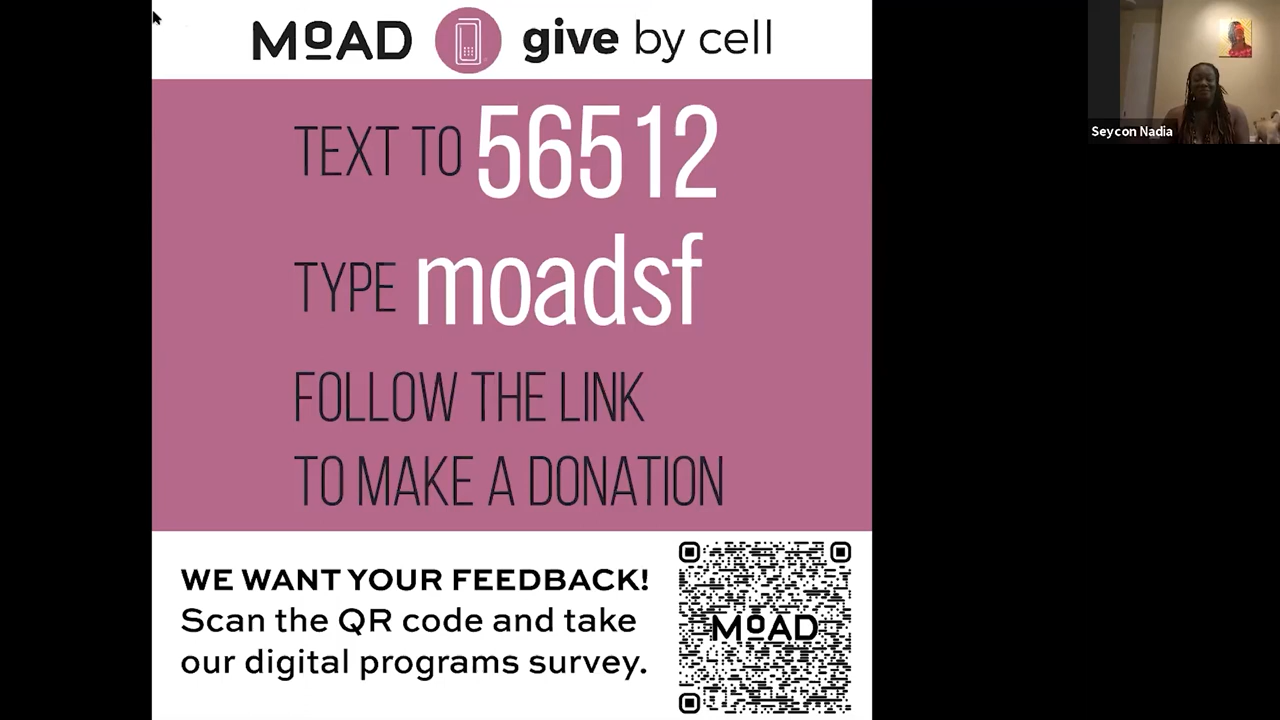 MoAD give by cell
TEXT TO 56512
TYPE moadsf
FOLLOW THE LINK
TO MAKE A DONATION
WE WANT YOUR FEEDBACK!
Scan the QR code and take
our digital programs survey.
MoAD
Seycon Nadia